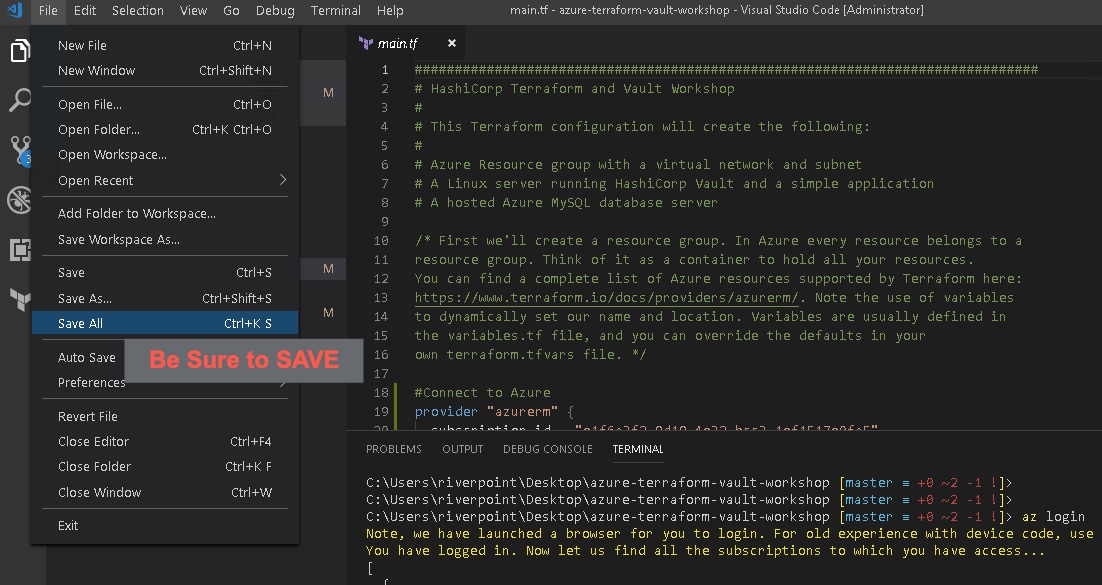 File Edit Selection View Go Debug Terminal Help main.tf - azure-terraform-vault-workshop - Visual Studio Code [Administrator]
New File Ctrl+N
New Window Ctrl+Shift+N
Open File... Ctrl+O
Open Folder... Ctrl+K Ctrl+O
Open Workspace...
Open Recent
Add Folder to Workspace...
Save Workspace As...
Save Ctrl+S
Save As... Ctrl+Shift+S
Save All Ctrl+K S
Auto Save
Be Sure to SAVE
Preferences
Revert File
Close Editor Ctrl+F4
Close Folder Ctrl+K F
Close Window Ctrl+W
Exit
3
M
M
M
main.tf
1 ##############################################################################
2 # HashiCorp Terraform and Vault Workshop
3 #
4 # This Terraform configuration will create the following:
5 #
6 # Azure Resource group with a virtual network and subnet
7 # A Linux server running HashiCorp Vault and a simple application
8 # A hosted Azure MySQL database server
9
10 /* First we'll create a resource group. In Azure every resource belongs to a
11 resource group. Think of it as a container to hold all your resources.
12 You can find a complete list of Azure resources supported by Terraform here:
13 https://www.terraform.io/docs/providers/azurerm/. Note the use of variables
14 to dynamically set our name and location. Variables are usually defined in
15 the variables.tf file, and you can override the defaults in your
16 own terraform.tfvars file. */
17
18 #Connect to Azure
19 provider "azurerm" {
20 subscription_id =
PROBLEMS OUTPUT DEBUG CONSOLE TERMINAL
C:\Users\riverpoint\Desktop\azure-terraform-vault-workshop [master ≡ +0 ~2 -1 !]>
C:\Users\riverpoint\Desktop\azure-terraform-vault-workshop [master ≡ +0 ~2 -1 !]>
C:\Users\riverpoint\Desktop\azure-terraform-vault-workshop [master ≡ +0 ~2 -1 !]> az login
Note, we have launched a browser for you to login. For old experience with device code, use
You have logged in. Now let us find all the subscriptions to which you have access...
[
{